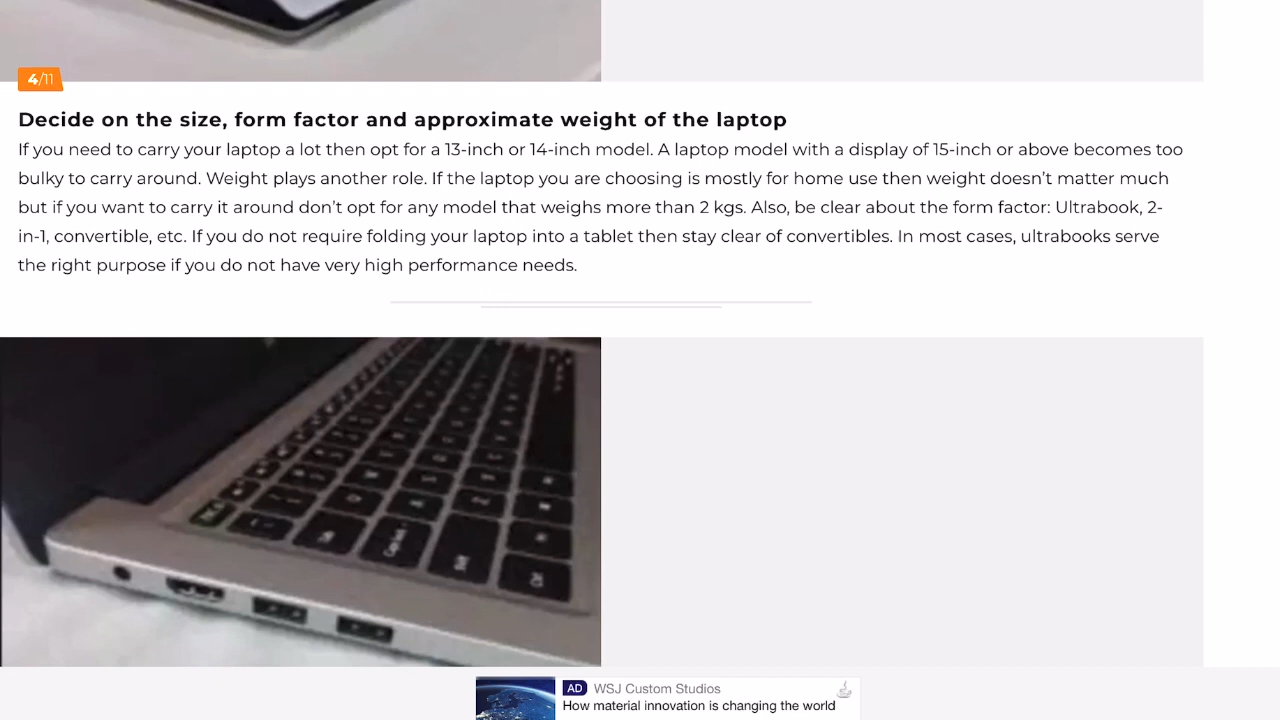 4/11
Decide on the size, form factor and approximate weight of the laptop
If you need to carry your laptop a lot then opt for a 13-inch or 14-inch model. A laptop model with a display of 15-inch or above becomes too
bulky to carry around. Weight plays another role. If the laptop you are choosing is mostly for home use then weight doesn't matter much
but if you want to carry it around don't opt for any model that weighs more than 2 kgs. Also, be clear about the form factor: Ultrabook, 2-
in-1, convertible, etc. If you do not require folding your laptop into a tablet then stay clear of convertibles. In most cases, ultrabooks serve
the right purpose if you do not have very high performance needs.
AD WSJ Custom Studios
How material innovation is changing the world